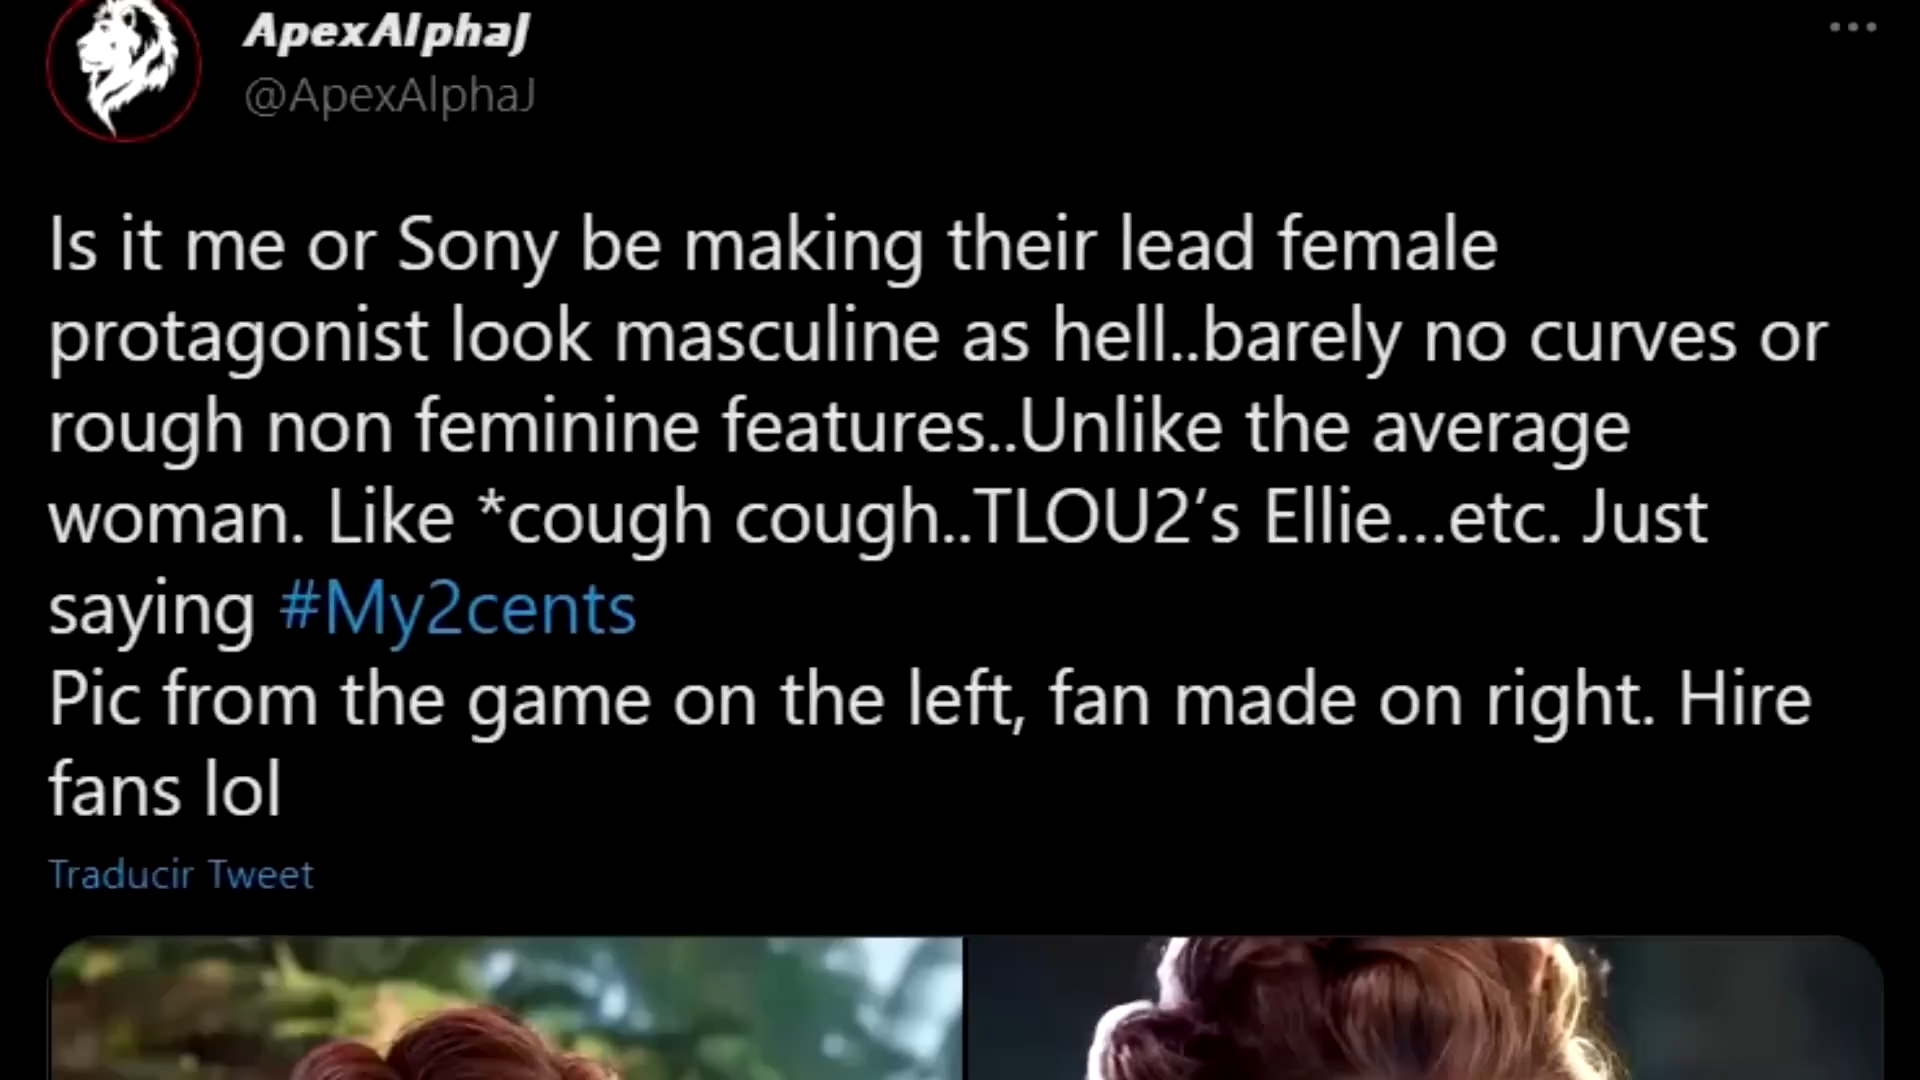 ApexAlphaJ
@ApexAlphaJ
Is it me or Sony be making their lead female
protagonist look masculine as hell..barely no curves or
rough non feminine features..Unlike the average
woman. Like *cough cough..TLOU2’s Ellie...etc. Just
saying #My2cents
Pic from the game on the left, fan made on right. Hire
fans lol
Traducir Tweet